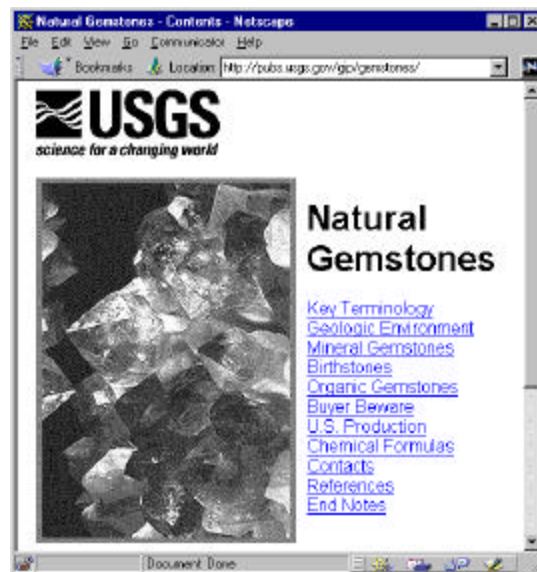 Natural Gemstones - Contents - Netscape
File Edit View Go Communicator Help
Bookmarks Location: http://pubs.usgs.gov/gip/gemstones/
N
USGS
science for a changing world
Natural
Gemstones
Key Terminology
Geologic Environment
Mineral Gemstones
Birthstones
Organic Gemstones
Buyer Beware
U.S. Production
Chemical Formulas
Contacts
References
End Notes
Document Done